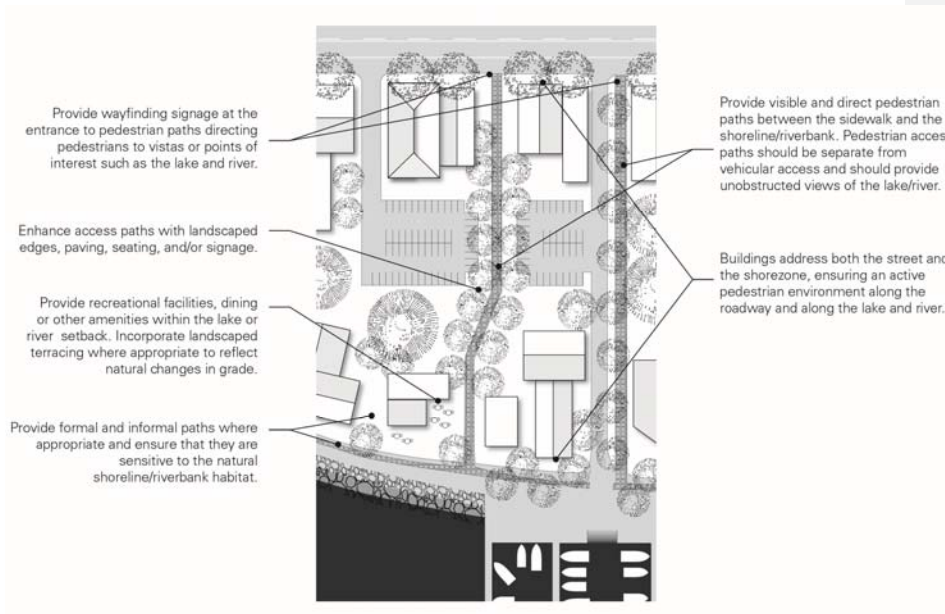 Provide wayfinding signage at the
entrance to pedestrian paths directing
pedestrians to vistas or points of
interest such as the lake and river.
Enhance access paths with landscaped
edges, paving, seating, and/or signage.
Provide recreational facilities, dining
or other amenities within the lake or
river setback. Incorporate landscaped
terracing where appropriate to reflect
natural changes in grade.
Provide formal and informal paths where
appropriate and ensure that they are
sensitive to the natural
shoreline/riverbank habitat.
Provide visible and direct pedestrian
paths between the sidewalk and the
shoreline/riverbank. Pedestrian access
paths should be separate from
vehicular access and should provide
unobstructed views of the lake/river.
Buildings address both the street and
the shorezone, ensuring an active
pedestrian environment along the
roadway and along the lake and river.